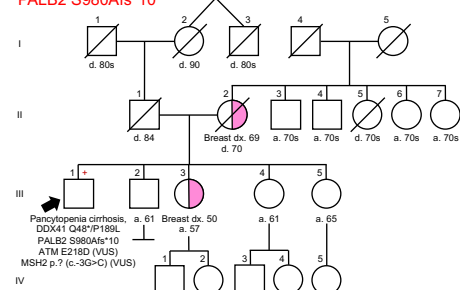 PALB2 S980Afs*10
1 2 3 4 5
I
d. 80s d. 90 d. 80s
1 2 3 4 5 6 7
II
d. 84 Breast dx. 69 a. 70s a. 70s d. 70s a. 70s a. 70s
d. 70
1 + 2 3 4 5
III
Pancytopenia cirrhosis, a. 61 Breast dx. 50 a. 61 a. 65
DDX41 Q48*/P189L a. 57
PALB2 S980Afs*10
ATM E218D (VUS)
MSH2 p.? (c.-3G>C) (VUS)
1 2 3 4 5
IV